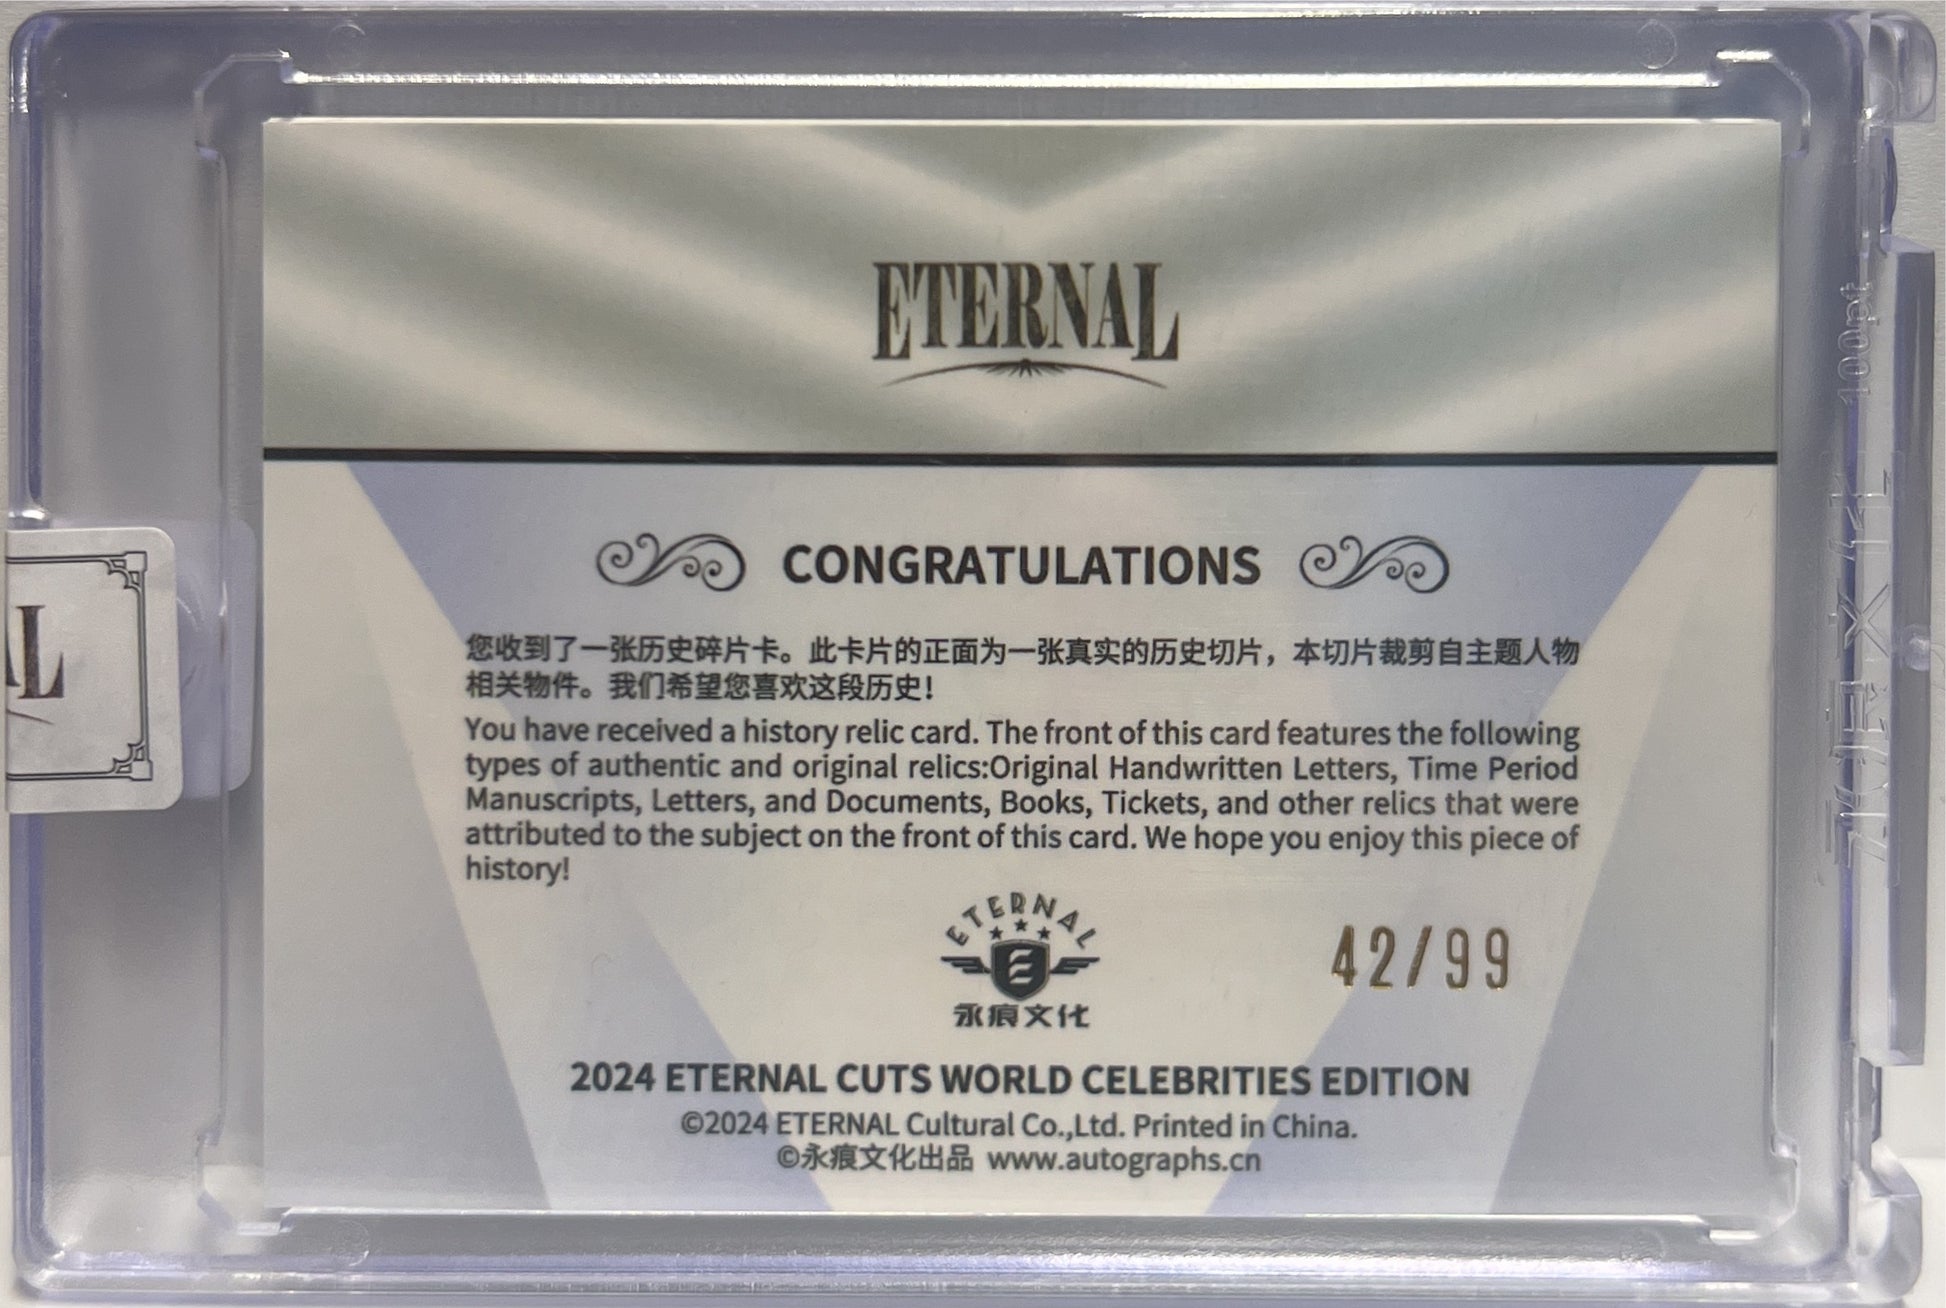 ETERNAL
CONGRATULATIONS
您收到了一张历史碎片卡。此卡片的正面为一张真实的历史切片，本切片裁剪自主题人物
相关物件。我们希望您喜欢这段历史！
You have received a history relic card. The front of this card features the following
types of authentic and original relics:Original Handwritten Letters, Time Period
Manuscripts, Letters, and Documents, Books, Tickets, and other relics that were
attributed to the subject on the front of this card. We hope you enjoy this piece of
history!
ETERNAL
永痕文化
42/99
2024 ETERNAL CUTS WORLD CELEBRITIES EDITION
©2024 ETERNAL Cultural Co.,Ltd. Printed in China.
©永痕文化出品 www.autographs.cn
AL
100pt
永痕文化